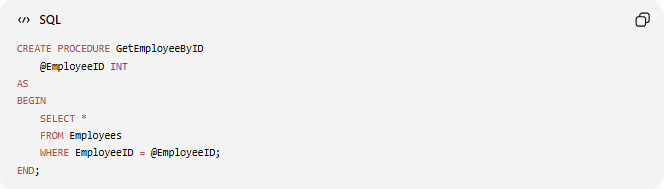 </> SQL
CREATE PROCEDURE GetEmployeeByID
    @EmployeeID INT
AS
BEGIN
    SELECT *
    FROM Employees
    WHERE EmployeeID = @EmployeeID;
END;